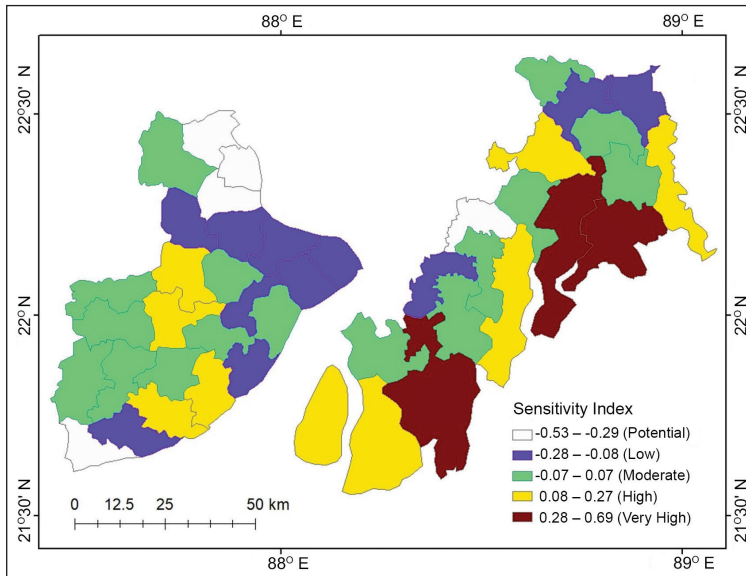 88° E 89° E
22°30' N 22°30' N
22°N 22°N
21°30' N 21°30' N
Sensitivity Index
-0.53 – -0.29 (Potential)
-0.28 – -0.08 (Low)
-0.07 – 0.07 (Moderate)
0.08 – 0.27 (High)
0.28 – 0.69 (Very High)
0 12.5 25 50 km
88° E 89° E